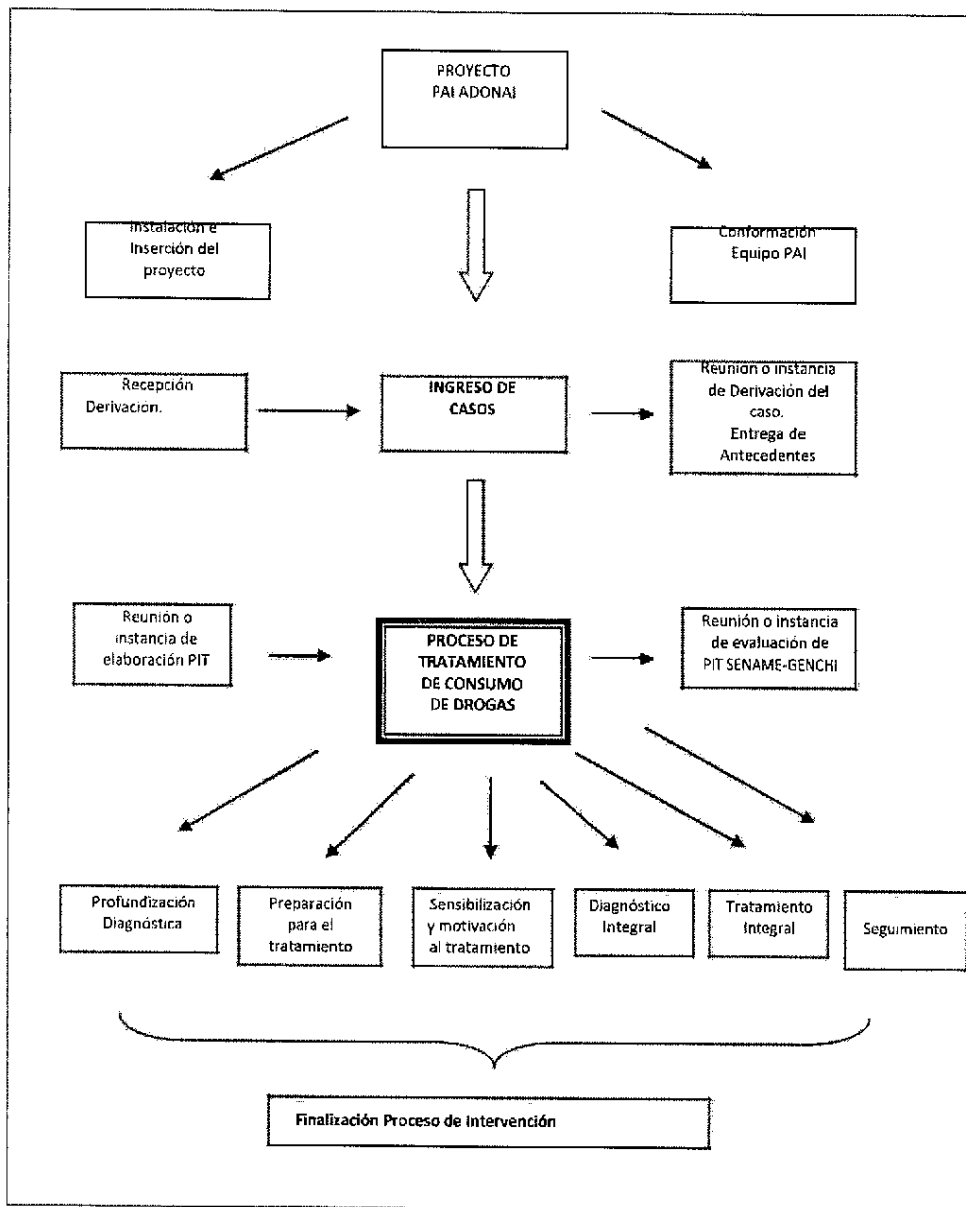 PROYECTO
PAI ADONAI
Instalación e
Inserción del
proyecto
Conformación
Equipo PAI
Recepción
Derivación.
INGRESO DE
CASOS
Reunión o instancia
de Derivación del
caso.
Entrega de
Antecedentes
Reunión o
instancia de
elaboración PIT
PROCESO DE
TRATAMIENTO
DE CONSUMO
DE DROGAS
Reunión o instancia
de evaluación de
PIT SENAME-GENCHI
Profundización
Diagnóstica
Preparación
para el
tratamiento
Sensibilización
y motivación
al tratamiento
Diagnóstico
Integral
Tratamiento
Integral
Seguimiento
Finalización Proceso de Intervención